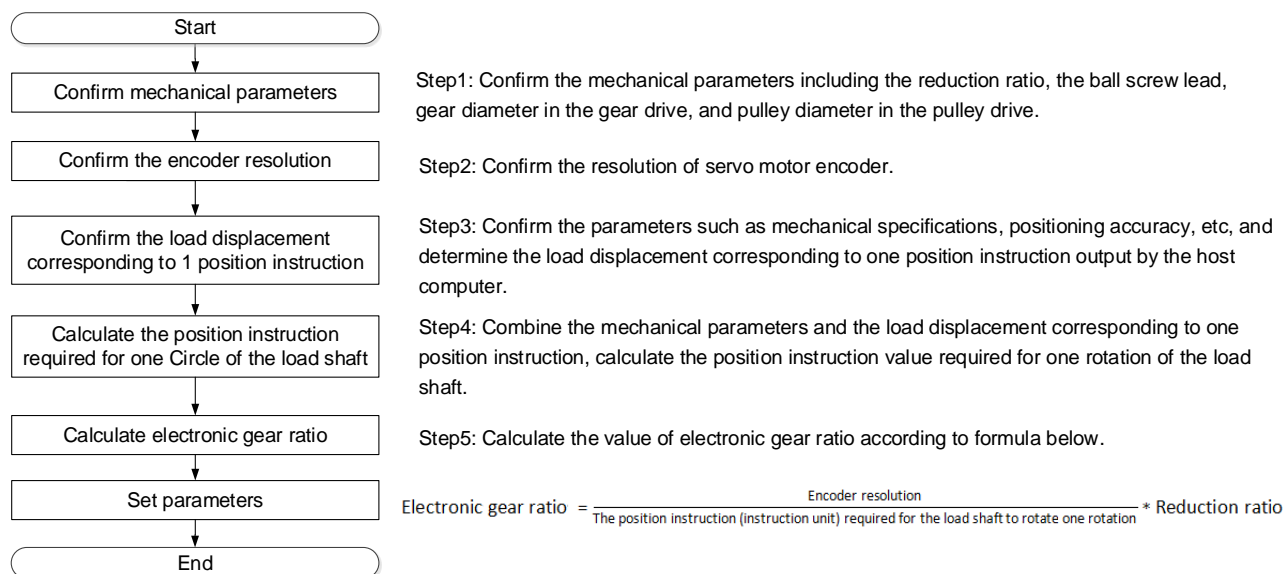 Start
Confirm mechanical parameters
Step1: Confirm the mechanical parameters including the reduction ratio, the ball screw lead,
gear diameter in the gear drive, and pulley diameter in the pulley drive.
Confirm the encoder resolution
Step2: Confirm the resolution of servo motor encoder.
Confirm the load displacement
corresponding to 1 position instruction
Step3: Confirm the parameters such as mechanical specifications, positioning accuracy, etc, and
determine the load displacement corresponding to one position instruction output by the host
computer.
Calculate the position instruction
required for one Circle of the load shaft
Step4: Combine the mechanical parameters and the load displacement corresponding to one
position instruction, calculate the position instruction value required for one rotation of the load
shaft.
Calculate electronic gear ratio
Step5: Calculate the value of electronic gear ratio according to formula below.
Set parameters
Electronic gear ratio = Encoder resolution / The position instruction (instruction unit) required for the load shaft to rotate one rotation * Reduction ratio
End